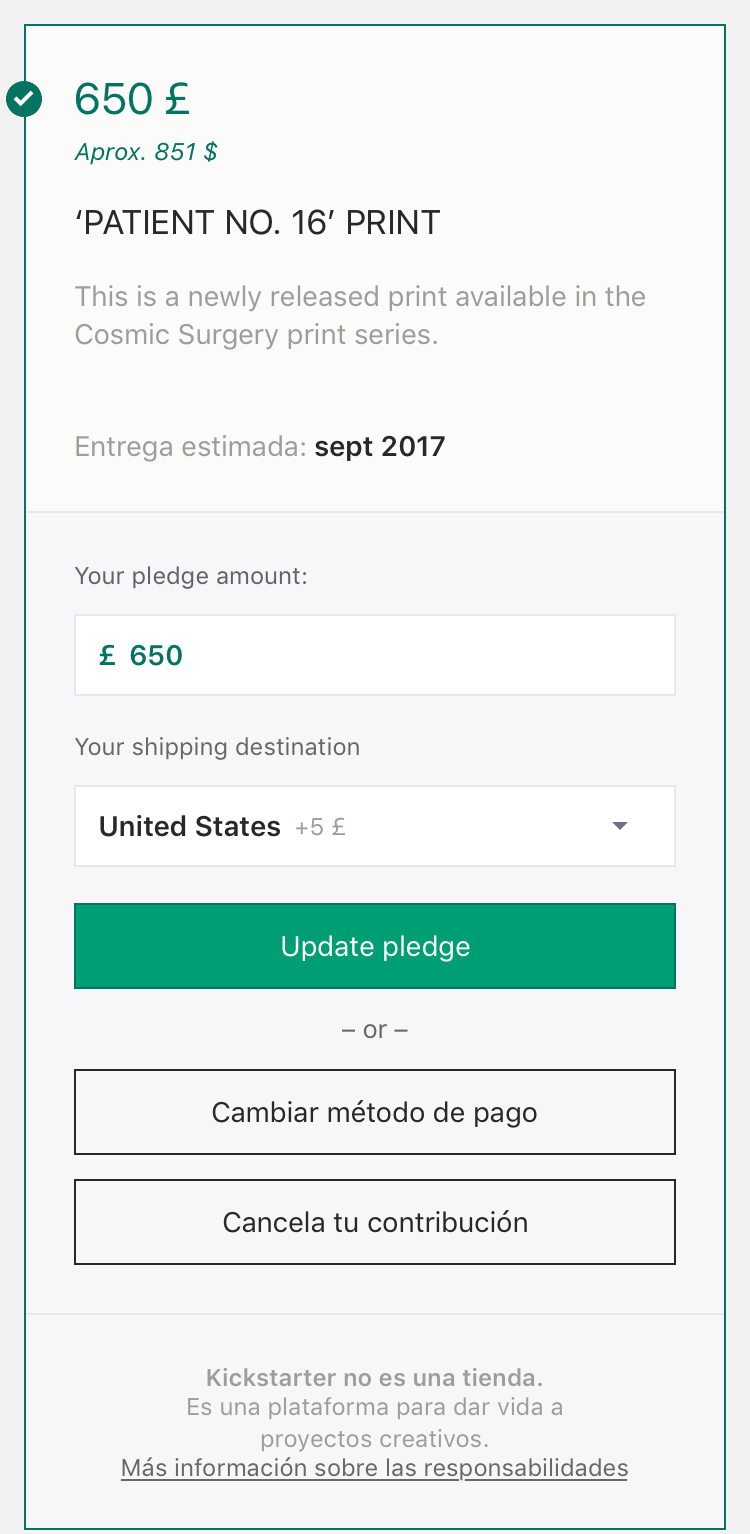 650 £
Aprox. 851 $
‘PATIENT NO. 16’ PRINT
This is a newly released print available in the
Cosmic Surgery print series.
Entrega estimada: sept 2017
Your pledge amount:
£ 650
Your shipping destination
United States +5 £
Update pledge
– or –
Cambiar método de pago
Cancela tu contribución
Kickstarter no es una tienda.
Es una plataforma para dar vida a
proyectos creativos.
Más información sobre las responsabilidades